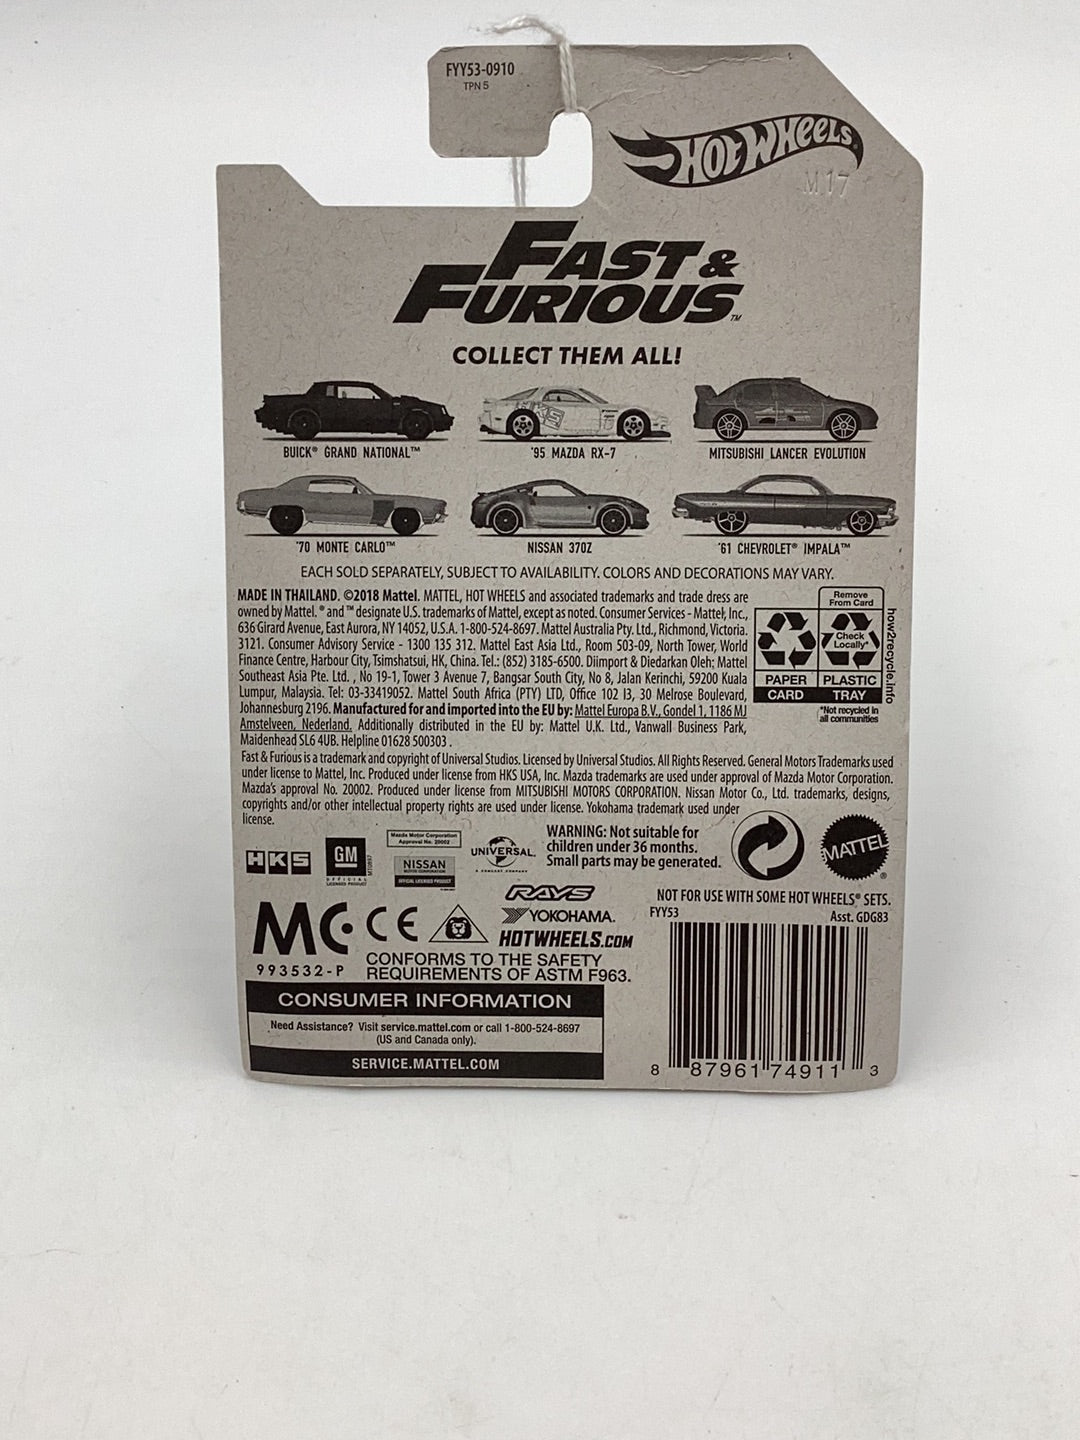 FYY53-0910
TPN 5
HOT WHEELS®
M 17
FAST &
FURIOUS™
COLLECT THEM ALL!
BUICK® GRAND NATIONAL™
'95 MAZDA RX-7
MITSUBISHI LANCER EVOLUTION
'70 MONTE CARLO™
NISSAN 370Z
'61 CHEVROLET® IMPALA™
EACH SOLD SEPARATELY, SUBJECT TO AVAILABILITY. COLORS AND DECORATIONS MAY VARY.
MADE IN THAILAND. ©2018 Mattel. MATTEL, HOT WHEELS and associated trademarks and trade dress are
owned by Mattel. ® and ™ designate U.S. trademarks of Mattel, except as noted. Consumer Services - Mattel, Inc.,
636 Girard Avenue, East Aurora, NY 14052, U.S.A. 1-800-524-8697. Mattel Australia Pty. Ltd., Richmond, Victoria.
3121. Consumer Advisory Service - 1300 135 312. Mattel East Asia Ltd., Room 503-09, North Tower, World
Finance Centre, Harbour City, Tsimshatsui, HK, China. Tel.: (852) 3185-6500. Diimport & Diedarkan Oleh: Mattel
Southeast Asia Pte. Ltd. , No 19-1, Tower 3 Avenue 7, Bangsar South City, No 8, Jalan Kerinchi, 59200 Kuala
Lumpur, Malaysia. Tel: 03-33419052. Mattel South Africa (PTY) LTD, Office 102 I3, 30 Melrose Boulevard,
Johannesburg 2196. Manufactured for and imported into the EU by: Mattel Europa B.V., Gondel 1, 1186 MJ
Amstelveen, Nederland. Additionally distributed in the EU by: Mattel U.K. Ltd., Vanwall Business Park,
Maidenhead SL6 4UB. Helpline 01628 500303 .
Remove
From Card
Check
Locally*
PAPER
CARD
PLASTIC
TRAY
*Not recycled in
all communities
how2recycle.info
Fast & Furious is a trademark and copyright of Universal Studios. Licensed by Universal Studios. All Rights Reserved. General Motors Trademarks used
under license to Mattel, Inc. Produced under license from HKS USA, Inc. Mazda trademarks are used under approval of Mazda Motor Corporation.
Mazda's approval No. 20002. Produced under license from MITSUBISHI MOTORS CORPORATION. Nissan Motor Co., Ltd. trademarks, designs,
copyrights and/or other intellectual property rights are used under license. Yokohama trademark used under
license.
HKS
GM
OFFICIAL
LICENSED PRODUCT
Mazda Motor Corporation
Approval No. 20002
NISSAN
MOTOR CORPORATION
OFFICIAL LICENSED PRODUCT
UNIVERSAL
A COMCAST COMPANY
WARNING: Not suitable for
children under 36 months.
Small parts may be generated.
MATTEL®
RAYS
YOKOHAMA.
HOTWHEELS.COM
MC
CE
993532-P
CONFORMS TO THE SAFETY
REQUIREMENTS OF ASTM F963.
NOT FOR USE WITH SOME HOT WHEELS® SETS.
FYY53
Asst. GDG83
CONSUMER INFORMATION
Need Assistance? Visit service.mattel.com or call 1-800-524-8697
(US and Canada only).
SERVICE.MATTEL.COM
8 87961 74911 3